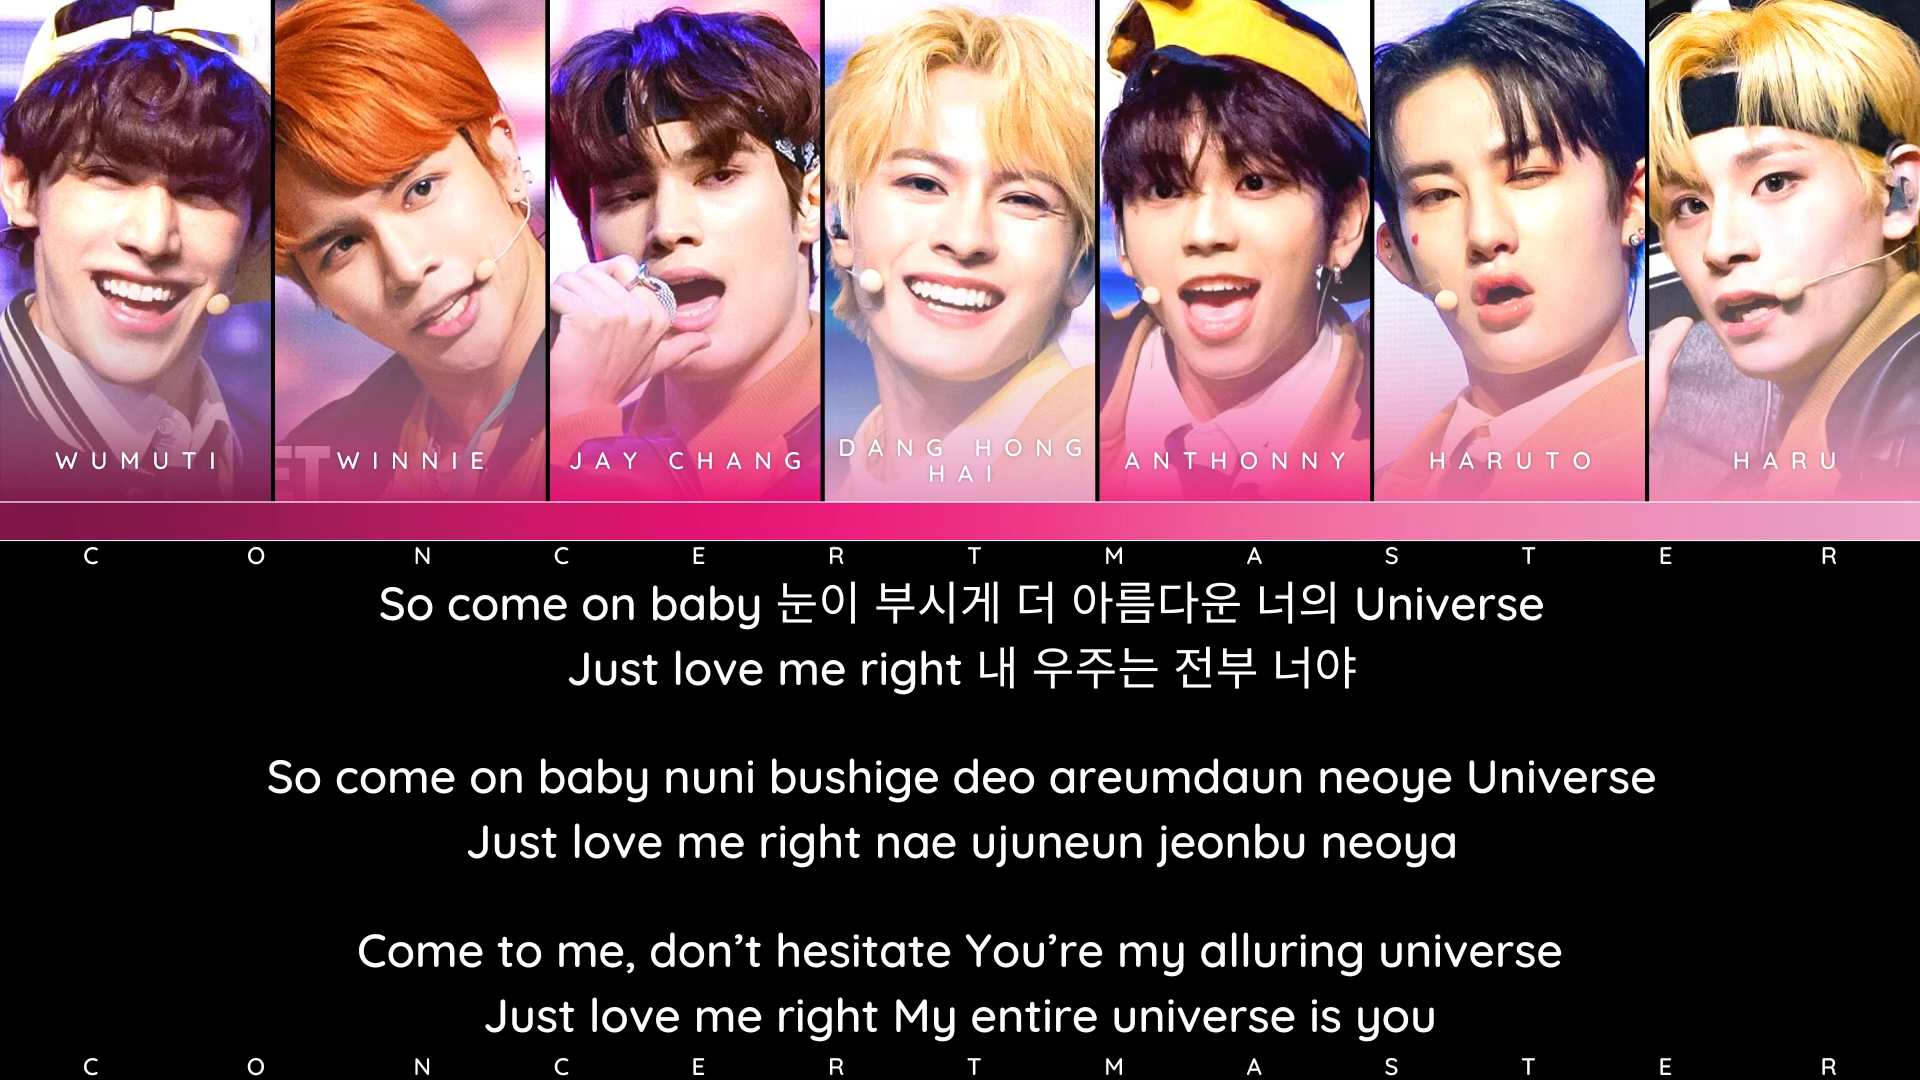 WUMUTI
ET WINNIE
JAY CHANG
DANG HONG
HAI
ANTHONNY
HARUTO
HARU
CONCERTMASTER
So come on baby 눈이 부시게 더 아름다운 너의 Universe
Just love me right 내 우주는 전부 너야
So come on baby nuni bushige deo areumdaun neoye Universe
Just love me right nae ujuneun jeonbu neoya
Come to me, don’t hesitate You’re my alluring universe
Just love me right My entire universe is you
CONCERTMASTER